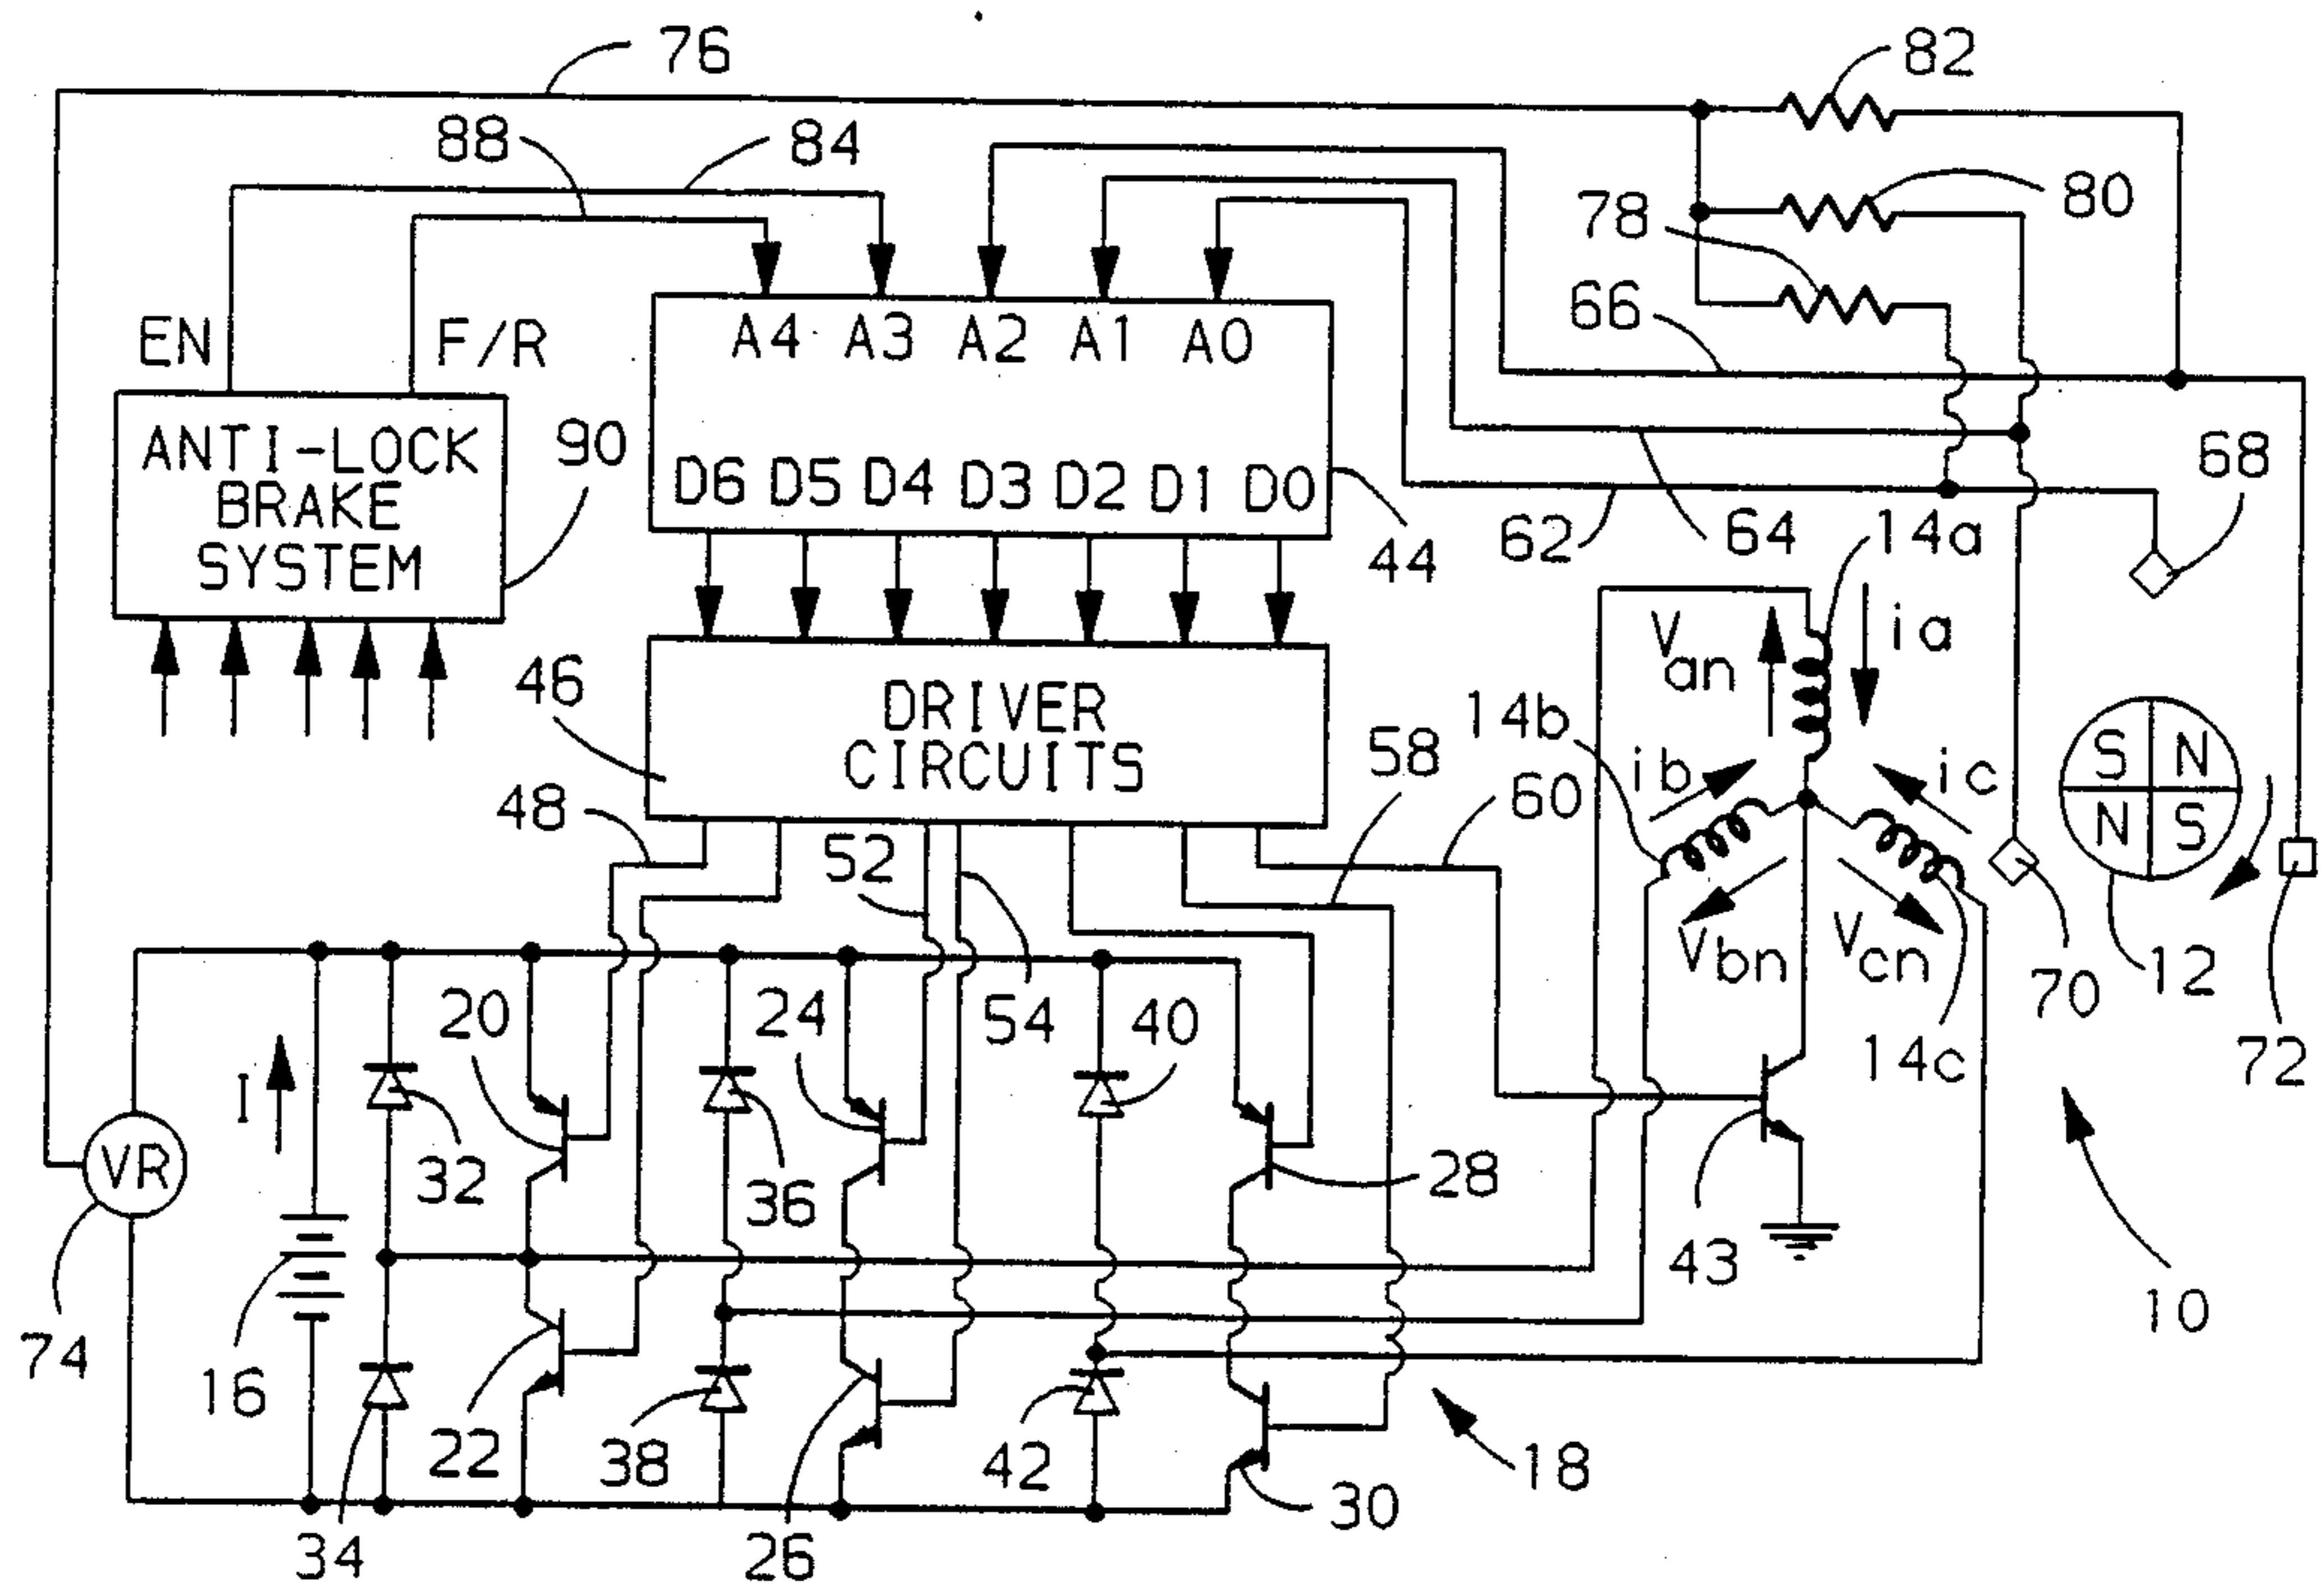 76
82
88
84
80
78
66
EN
F/R
A4 A3 A2 A1 A0
ANTI-LOCK
BRAKE
SYSTEM
90
D6 D5 D4 D3 D2 D1 D0
44
62
64
68
14a
Van
ia
46
DRIVER
CIRCUITS
14b
ib
ic
58
60
48
52
S N
N S
Vbn
Vcn
12
70
72
14c
20
24
54
40
I
VR
32
36
28
43
10
74
16
22
38
42
18
34
26
30